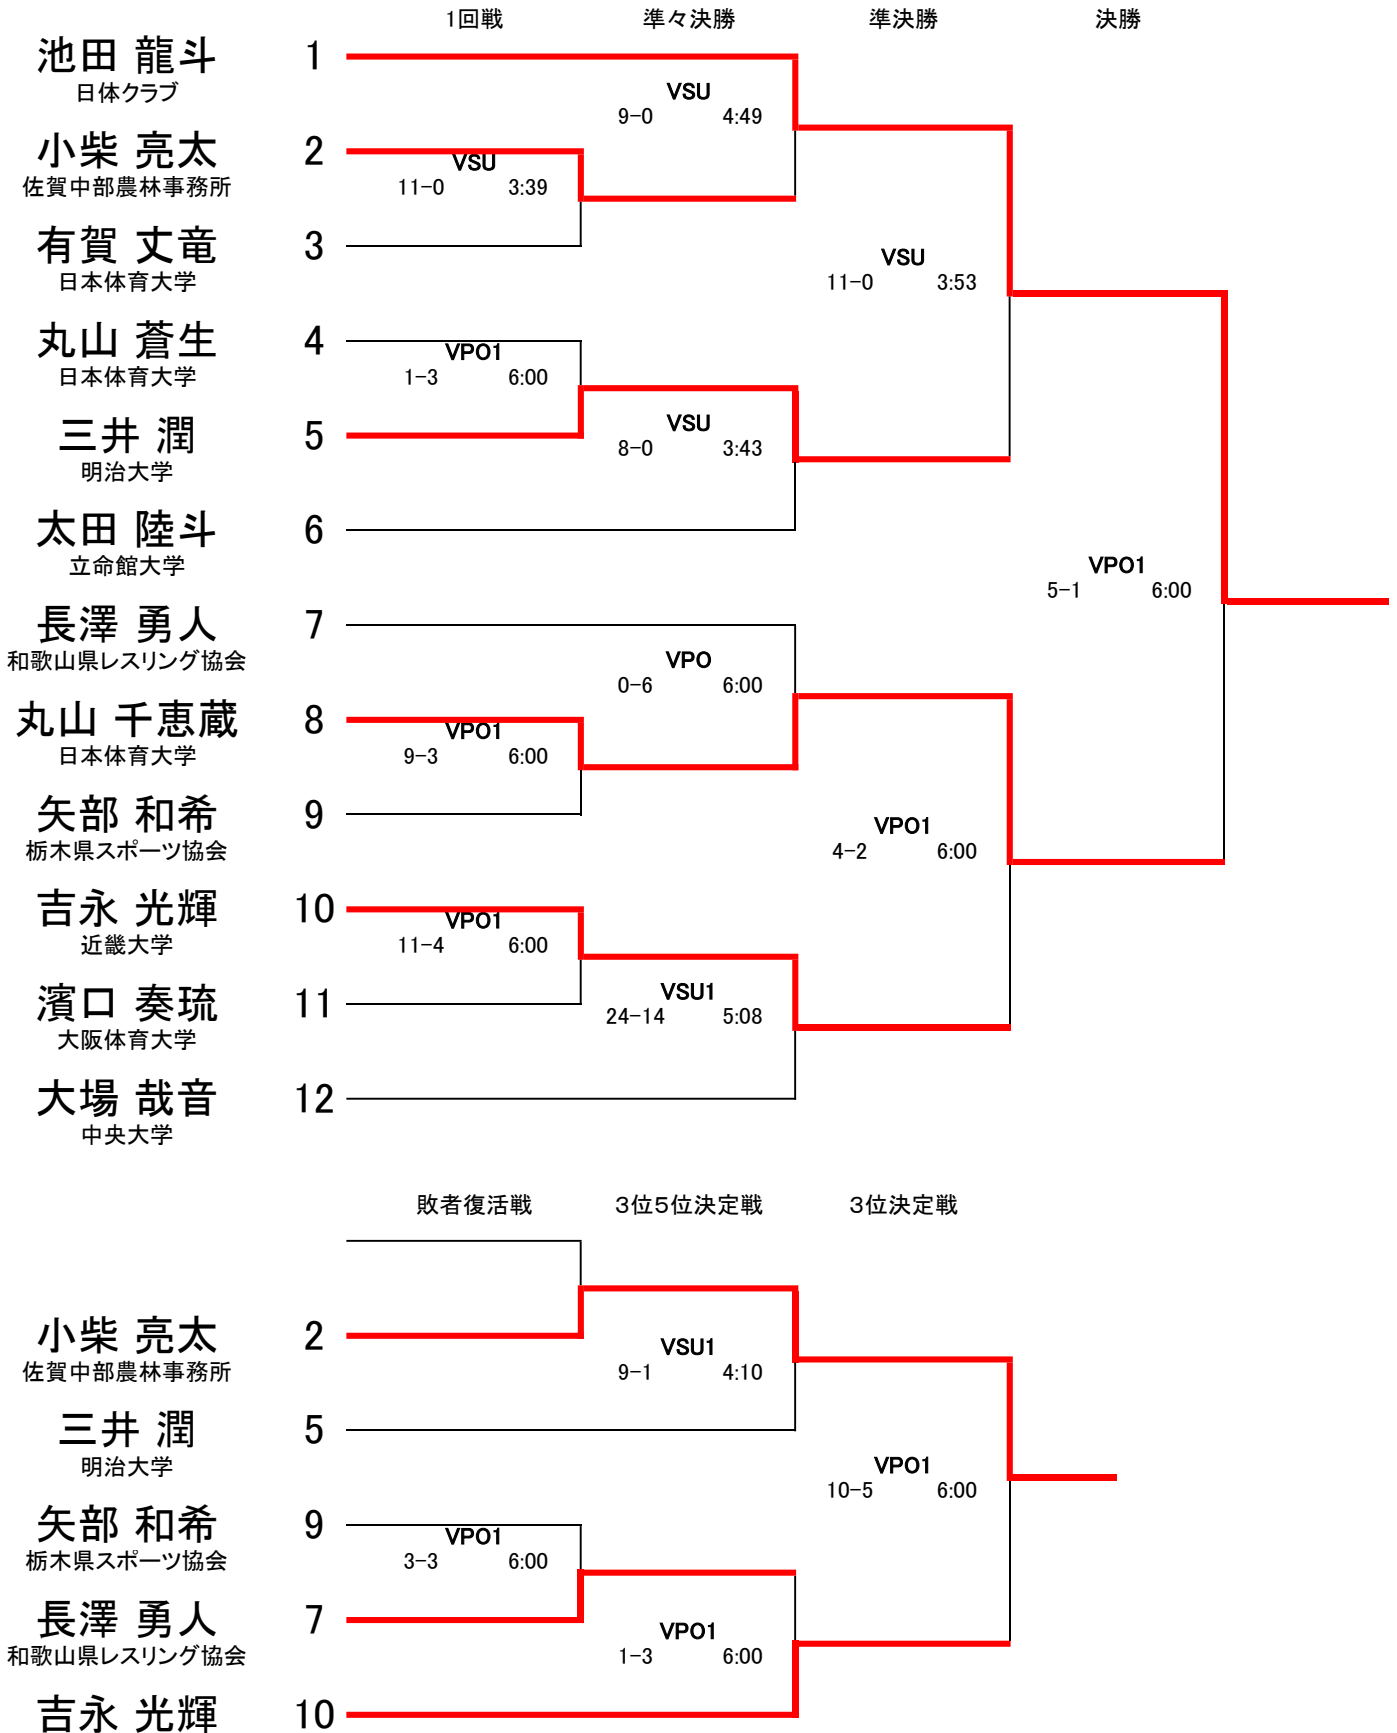 1回戦 準々決勝 準決勝 決勝
池田 龍斗 1
日体クラブ
VSU
9-0 4:49
小柴 亮太 2
佐賀中部農林事務所
VSU
11-0 3:39
有賀 丈竜 3
日本体育大学
VSU
11-0 3:53
丸山 蒼生 4
日本体育大学
VPO1
1-3 6:00
三井 潤 5
明治大学
VSU
8-0 3:43
太田 陸斗 6
立命館大学
VPO1
5-1 6:00
長澤 勇人 7
和歌山県レスリング協会
VPO
0-6 6:00
丸山 千恵蔵 8
日本体育大学
VPO1
9-3 6:00
矢部 和希 9
栃木県スポーツ協会
VPO1
4-2 6:00
吉永 光輝 10
近畿大学
VPO1
11-4 6:00
濱口 奏琉 11
大阪体育大学
VSU1
24-14 5:08
大場 哉音 12
中央大学
敗者復活戦 3位5位決定戦 3位決定戦
小柴 亮太 2
佐賀中部農林事務所
VSU1
9-1 4:10
三井 潤 5
明治大学
VPO1
10-5 6:00
矢部 和希 9
栃木県スポーツ協会
VPO1
3-3 6:00
長澤 勇人 7
和歌山県レスリング協会
VPO1
1-3 6:00
吉永 光輝 10